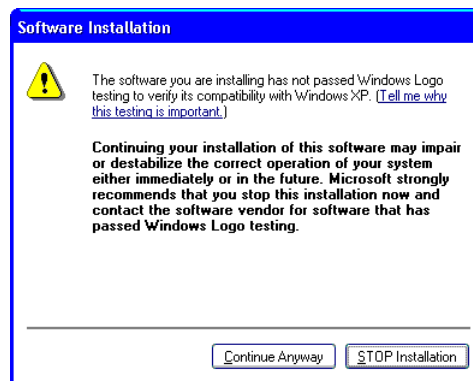 Software Installation
The software you are installing has not passed Windows Logo
testing to verify its compatibility with Windows XP. (Tell me why
this testing is important.)
Continuing your installation of this software may impair
or destabilize the correct operation of your system
either immediately or in the future. Microsoft strongly
recommends that you stop this installation now and
contact the software vendor for software that has
passed Windows Logo testing.
Continue Anyway STOP Installation